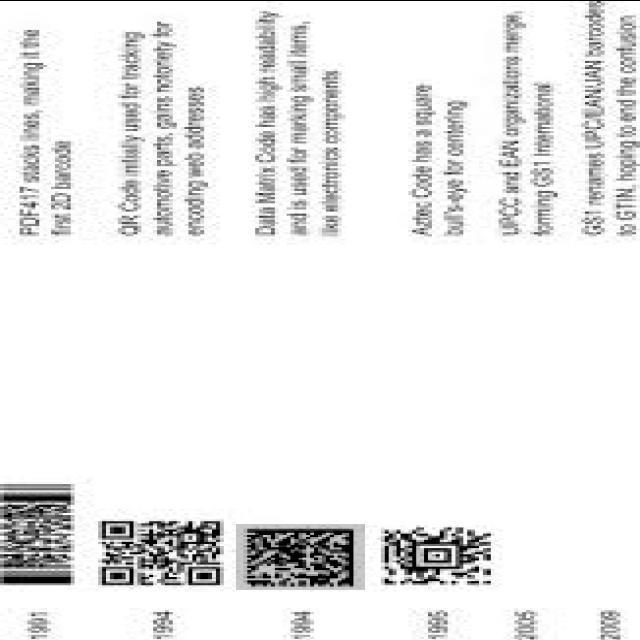 1991
PDF417 stacks lines, making it the
first 2D barcode
1994
QR Code initially used for tracking
automotive parts, gains notoriety for
encoding web addresses
1994
Data Matrix Code has high readability
and is used for marking small items,
like electronics components
1995
Aztec Code has a square
bull's-eye for centering
2005
UPCC and EAN organizations merge,
forming GS1 International
2009
GS1 renames UPC/EAN/JAN barcodes
to GTIN, hoping to end the confusion